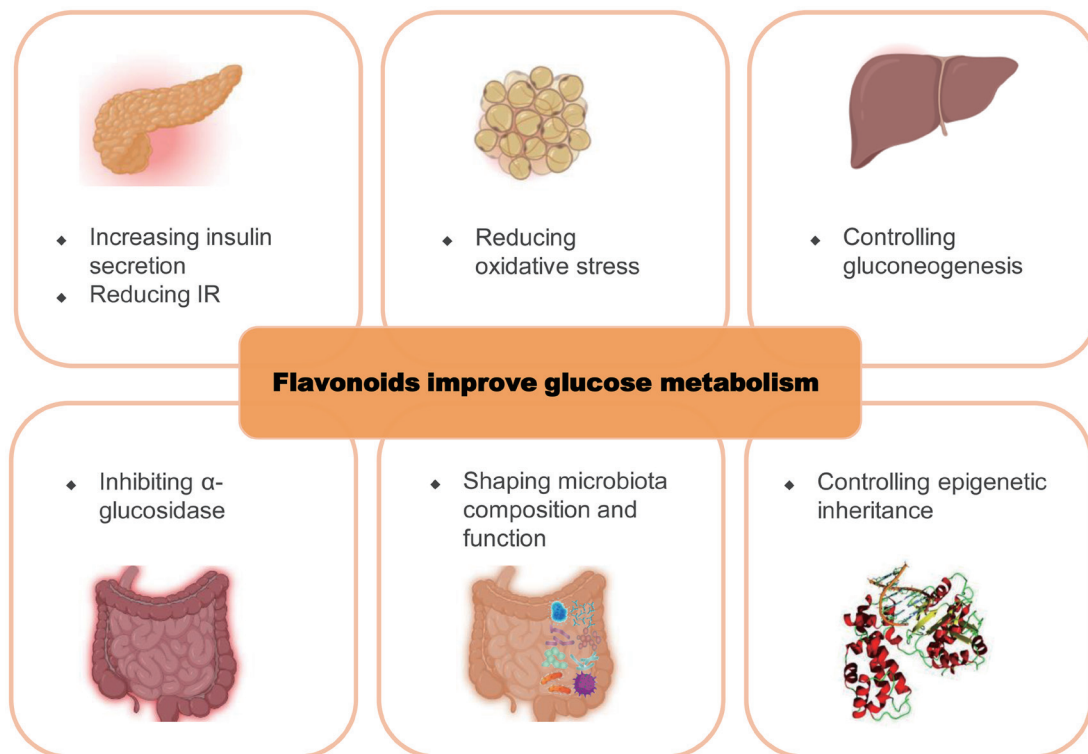 ◆ Increasing insulin
secretion
◆ Reducing IR
◆ Reducing
oxidative stress
◆ Controlling
gluconeogenesis
Flavonoids improve glucose metabolism
◆ Inhibiting α-
glucosidase
◆ Shaping microbiota
composition and
function
◆ Controlling epigenetic
inheritance